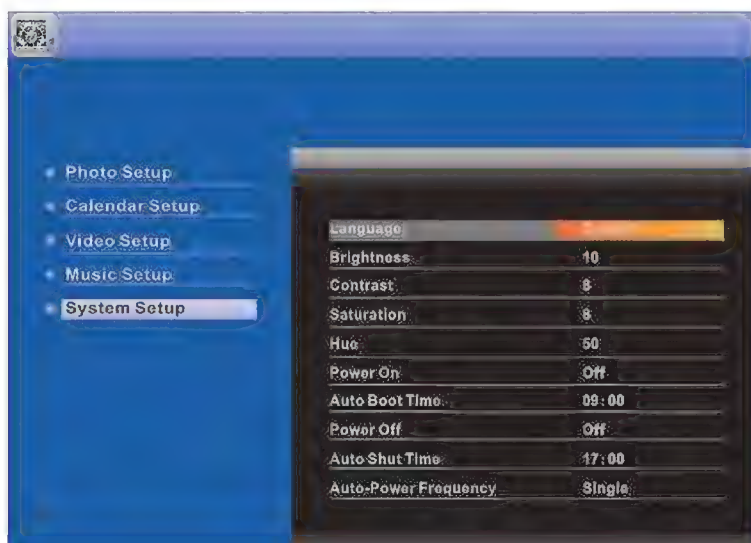 Photo Setup
Calendar Setup
Video Setup
Music Setup
System Setup
Language
Brightness 10
Contrast 8
Saturation 8
Hue 50
Power On Off
Auto Boot Time 09:00
Power Off Off
Auto Shut Time 17:00
Auto-Power Frequency Single